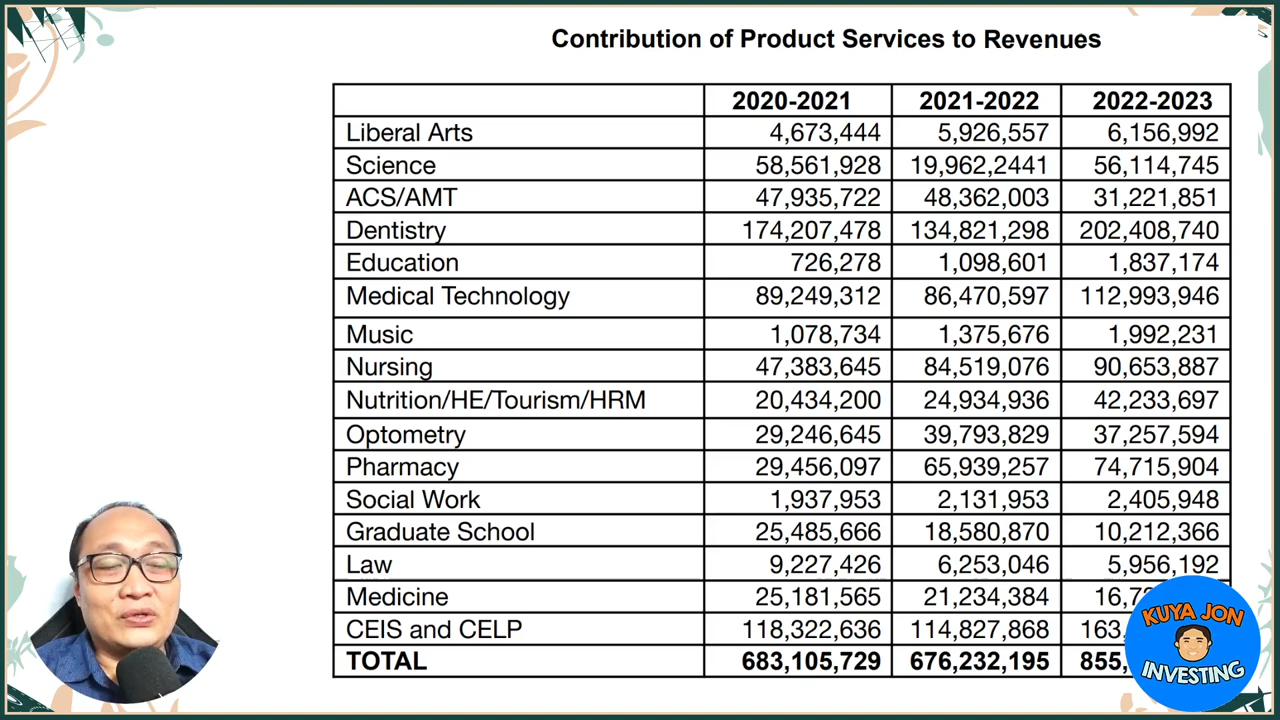 Contribution of Product Services to Revenues
2020-2021 2021-2022 2022-2023
Liberal Arts 4,673,444 5,926,557 6,156,992
Science 58,561,928 19,962,2441 56,114,745
ACS/AMT 47,935,722 48,362,003 31,221,851
Dentistry 174,207,478 134,821,298 202,408,740
Education 726,278 1,098,601 1,837,174
Medical Technology 89,249,312 86,470,597 112,993,946
Music 1,078,734 1,375,676 1,992,231
Nursing 47,383,645 84,519,076 90,653,887
Nutrition/HE/Tourism/HRM 20,434,200 24,934,936 42,233,697
Optometry 29,246,645 39,793,829 37,257,594
Pharmacy 29,456,097 65,939,257 74,715,904
Social Work 1,937,953 2,131,953 2,405,948
Graduate School 25,485,666 18,580,870 10,212,366
Law 9,227,426 6,253,046 5,956,192
Medicine 25,181,565 21,234,384
CEIS and CELP 118,322,636 114,827,868
TOTAL 683,105,729 676,232,195
KUYA JON
INVESTING